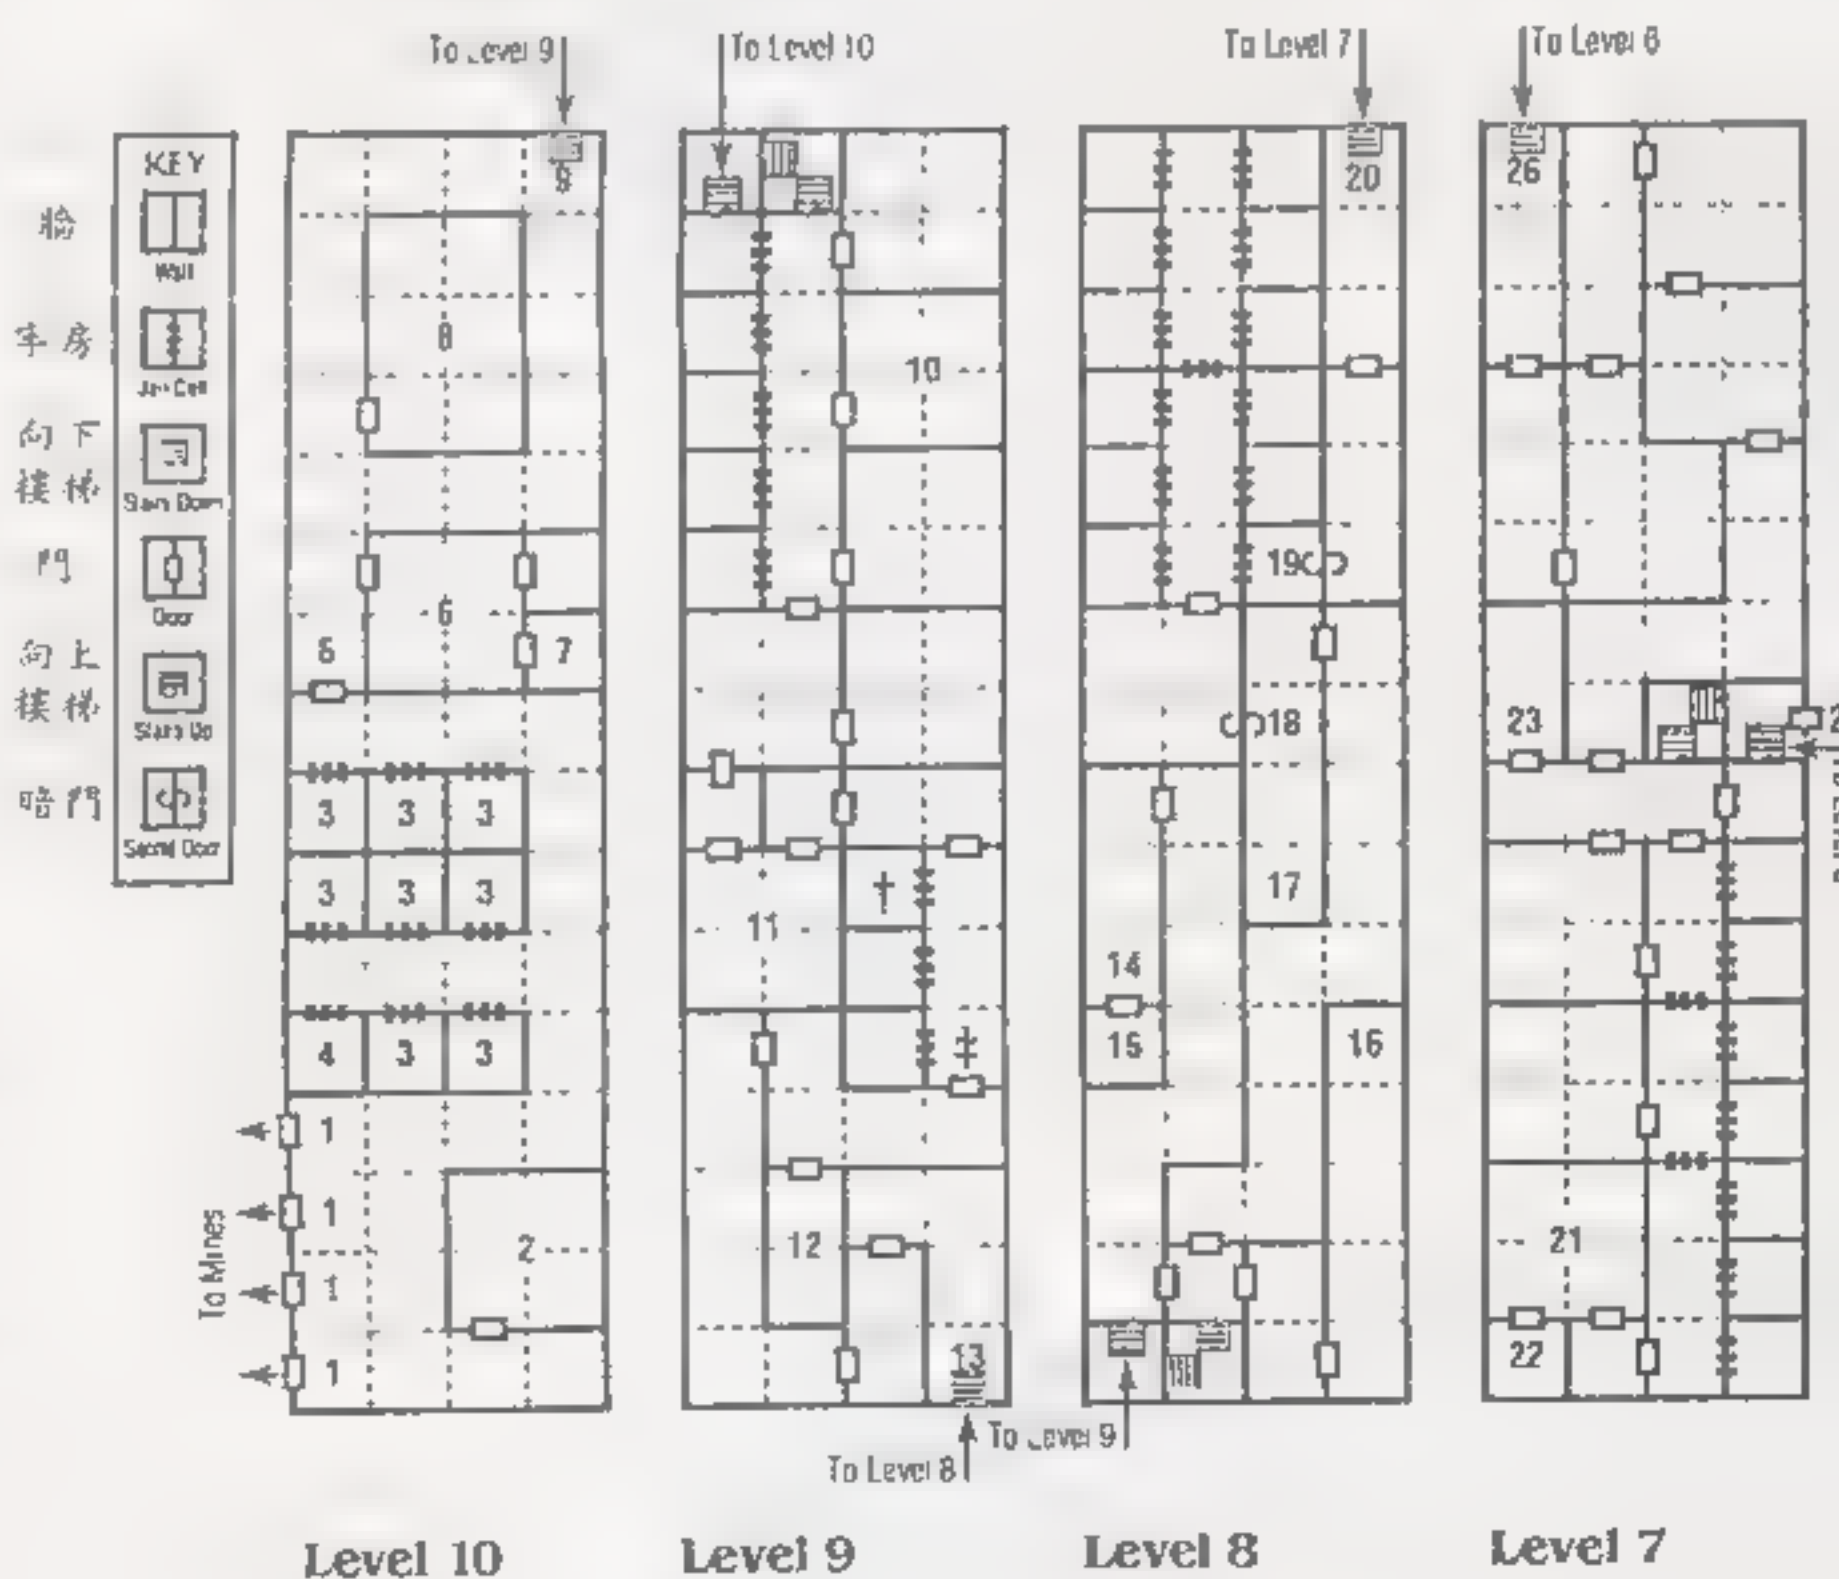 To Level 9
To Level 10
To Level 7
To Level 6
KEY
Wall
牢房
Jail Cell
向下
樓梯
Stairs Down
門
Door
向上
樓梯
Stairs Up
暗門
Secret Door
9
8
5
6
7
3
3
3
3
3
3
4
3
3
1
1
2
1
1
To Mines
10
11
12
13
To Level 8
20
19
18
17
14
15
16
To Level 9
26
23
21
22
Level 10
Level 9
Level 8
Level 7